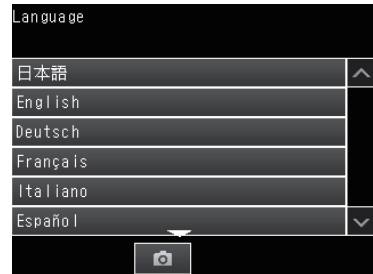 Language
日本語
English
Deutsch
Français
Italiano
Español